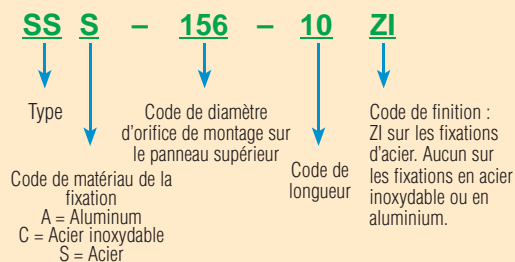 SS S – 156 – 10 ZI
Type
Code de matériau de la
fixation
A = Aluminum
C = Acier inoxydable
S = Acier
Code de diamètre
d'orifice de montage sur
le panneau supérieur
Code de
longueur
Code de finition :
ZI sur les fixations
d'acier. Aucun sur
les fixations en acier
inoxydable ou en
aluminium.